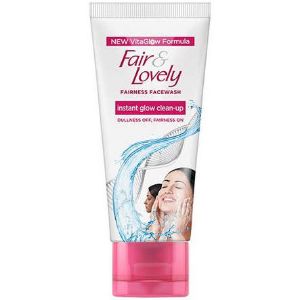 NEW VitaGlow Formula
Fair &
Lovely
FAIRNESS FACEWASH
instant glow clean-up
DULLNESS OFF, FAIRNESS ON